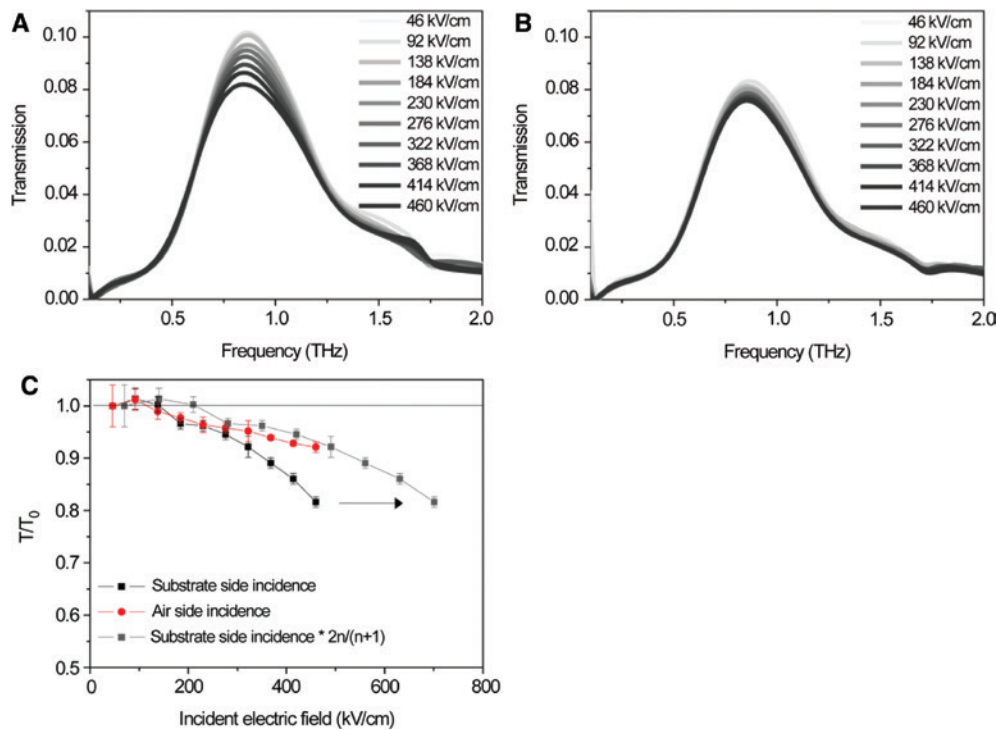 A
0.10
0.08
0.06
0.04
0.02
0.00
Transmission
0.5
1.0
1.5
2.0
Frequency (THz)
46 kV/cm
92 kV/cm
138 kV/cm
184 kV/cm
230 kV/cm
276 kV/cm
322 kV/cm
368 kV/cm
414 kV/cm
460 kV/cm
B
0.10
0.08
0.06
0.04
0.02
0.00
Transmission
0.5
1.0
1.5
2.0
Frequency (THz)
46 kV/cm
92 kV/cm
138 kV/cm
184 kV/cm
230 kV/cm
276 kV/cm
322 kV/cm
368 kV/cm
414 kV/cm
460 kV/cm
C
1.0
0.9
0.8
0.7
0.6
0.5
T/T0
Substrate side incidence
Air side incidence
Substrate side incidence * 2n/(n+1)
0
200
400
600
800
Incident electric field (kV/cm)